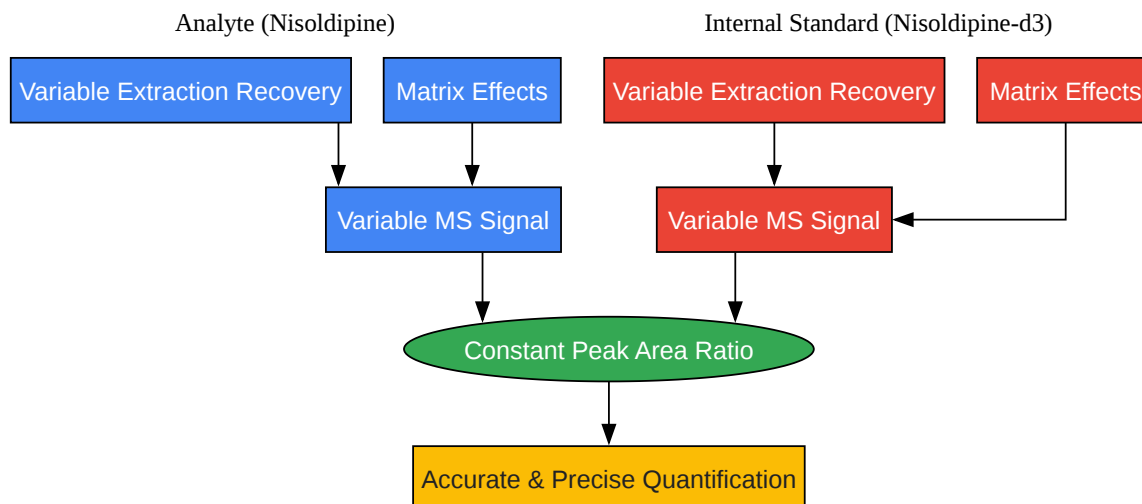 Analyte (Nisoldipine)
Internal Standard (Nisoldipine-d3)
Variable Extraction Recovery
Matrix Effects
Variable Extraction Recovery
Matrix Effects
Variable MS Signal
Variable MS Signal
Constant Peak Area Ratio
Accurate & Precise Quantification